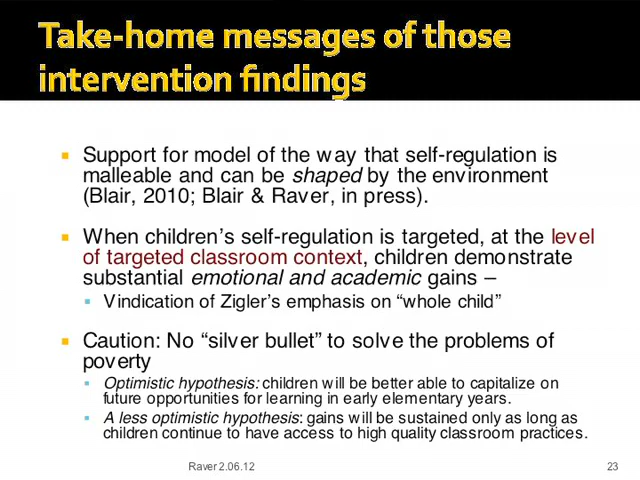 Take-home messages of those
intervention findings
Support for model of the way that self-regulation is
malleable and can be shaped by the environment
(Blair, 2010; Blair & Raver, in press).
When children's self-regulation is targeted, at the level
of targeted classroom context, children demonstrate
substantial emotional and academic gains –
Vindication of Zigler's emphasis on “whole child”
Caution: No “silver bullet” to solve the problems of
poverty
Optimistic hypothesis: children will be better able to capitalize on
future opportunities for learning in early elementary years.
A less optimistic hypothesis: gains will be sustained only as long as
children continue to have access to high quality classroom practices.
Raver 2.06.12 23